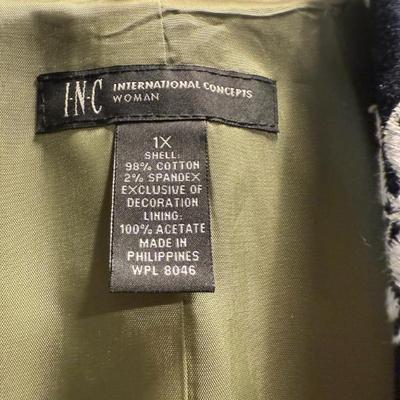 I·N·C INTERNATIONAL CONCEPTS
WOMAN
1X
SHELL:
98% COTTON
2% SPANDEX
EXCLUSIVE OF
DECORATION
LINING:
100% ACETATE
MADE IN
PHILIPPINES
WPL 8046